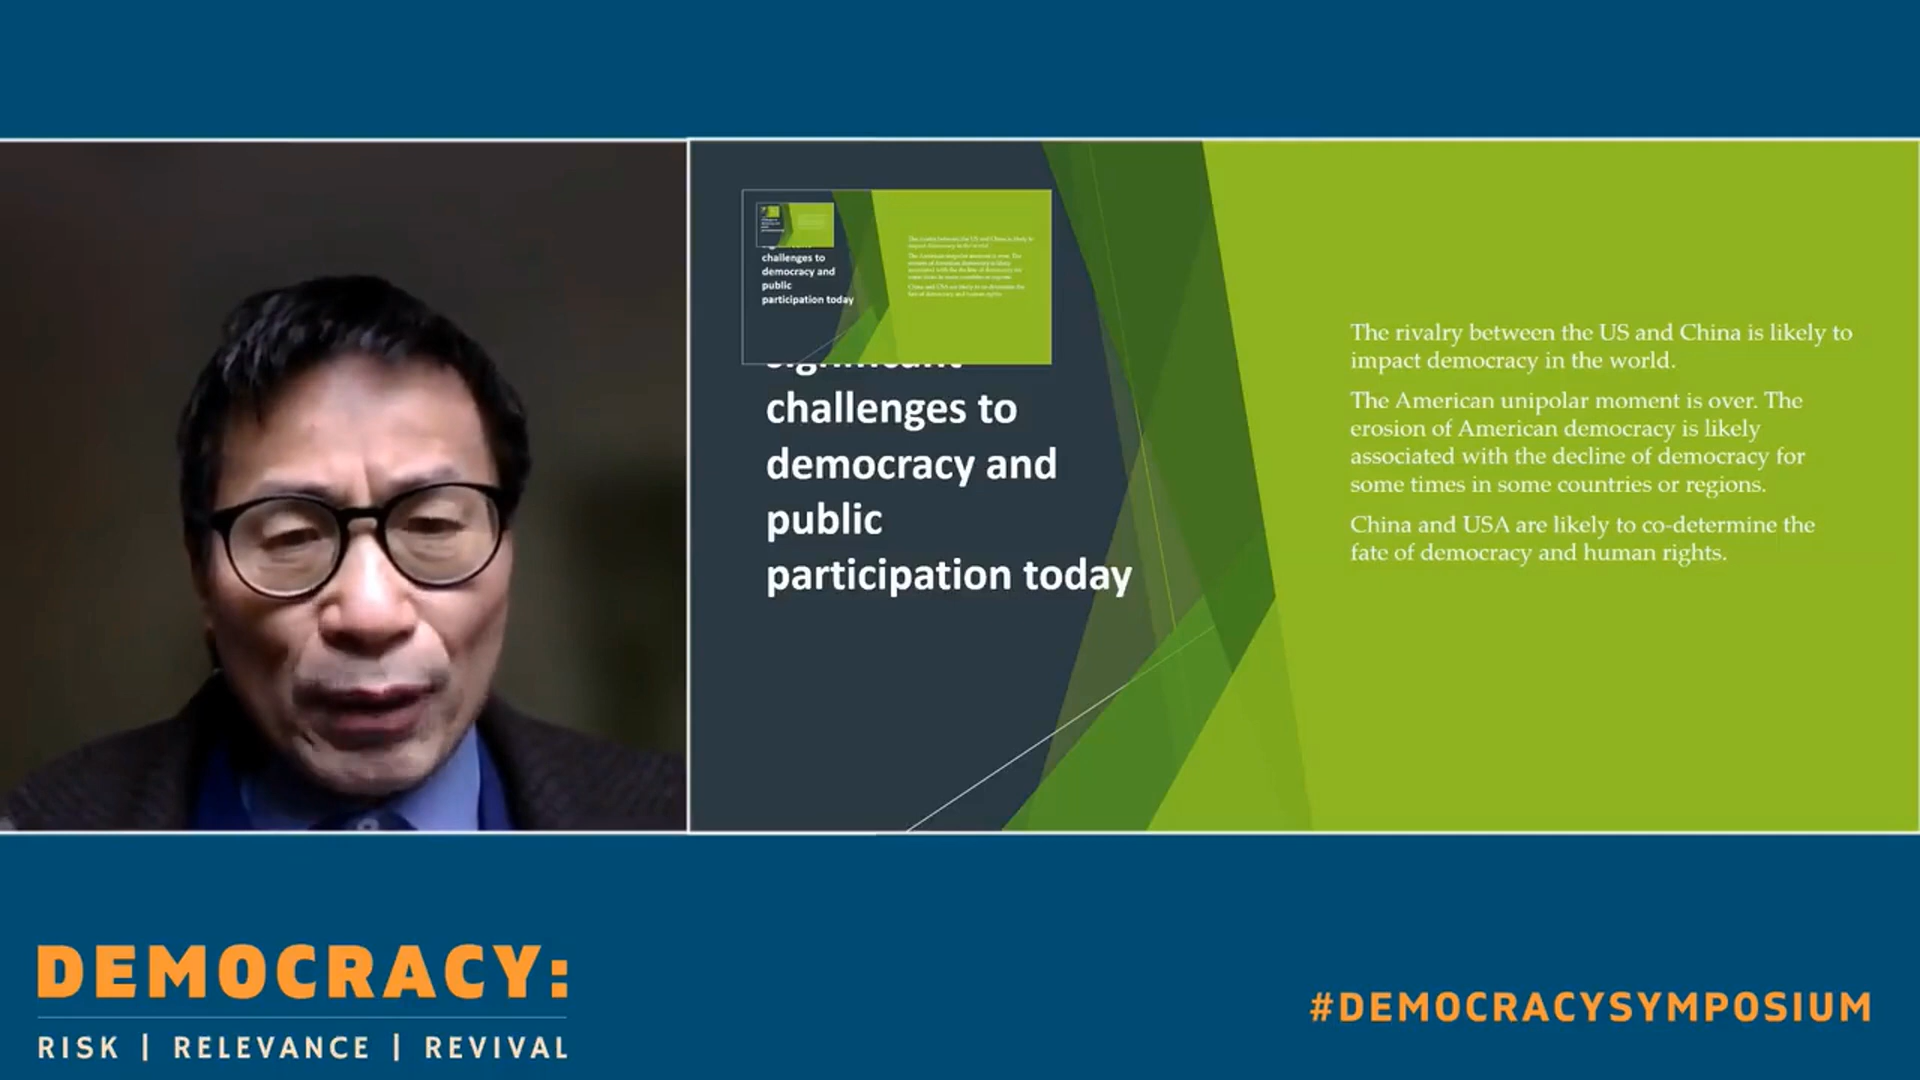 challenges to
democracy and
public
participation today
significant
challenges to
democracy and
public
participation today
The rivalry between the US and China is likely to
impact democracy in the world.
The American unipolar moment is over. The
erosion of American democracy is likely
associated with the decline of democracy for
some times in some countries or regions.
China and USA are likely to co-determine the
fate of democracy and human rights.
DEMOCRACY:
RISK | RELEVANCE | REVIVAL
#DEMOCRACYSYMPOSIUM